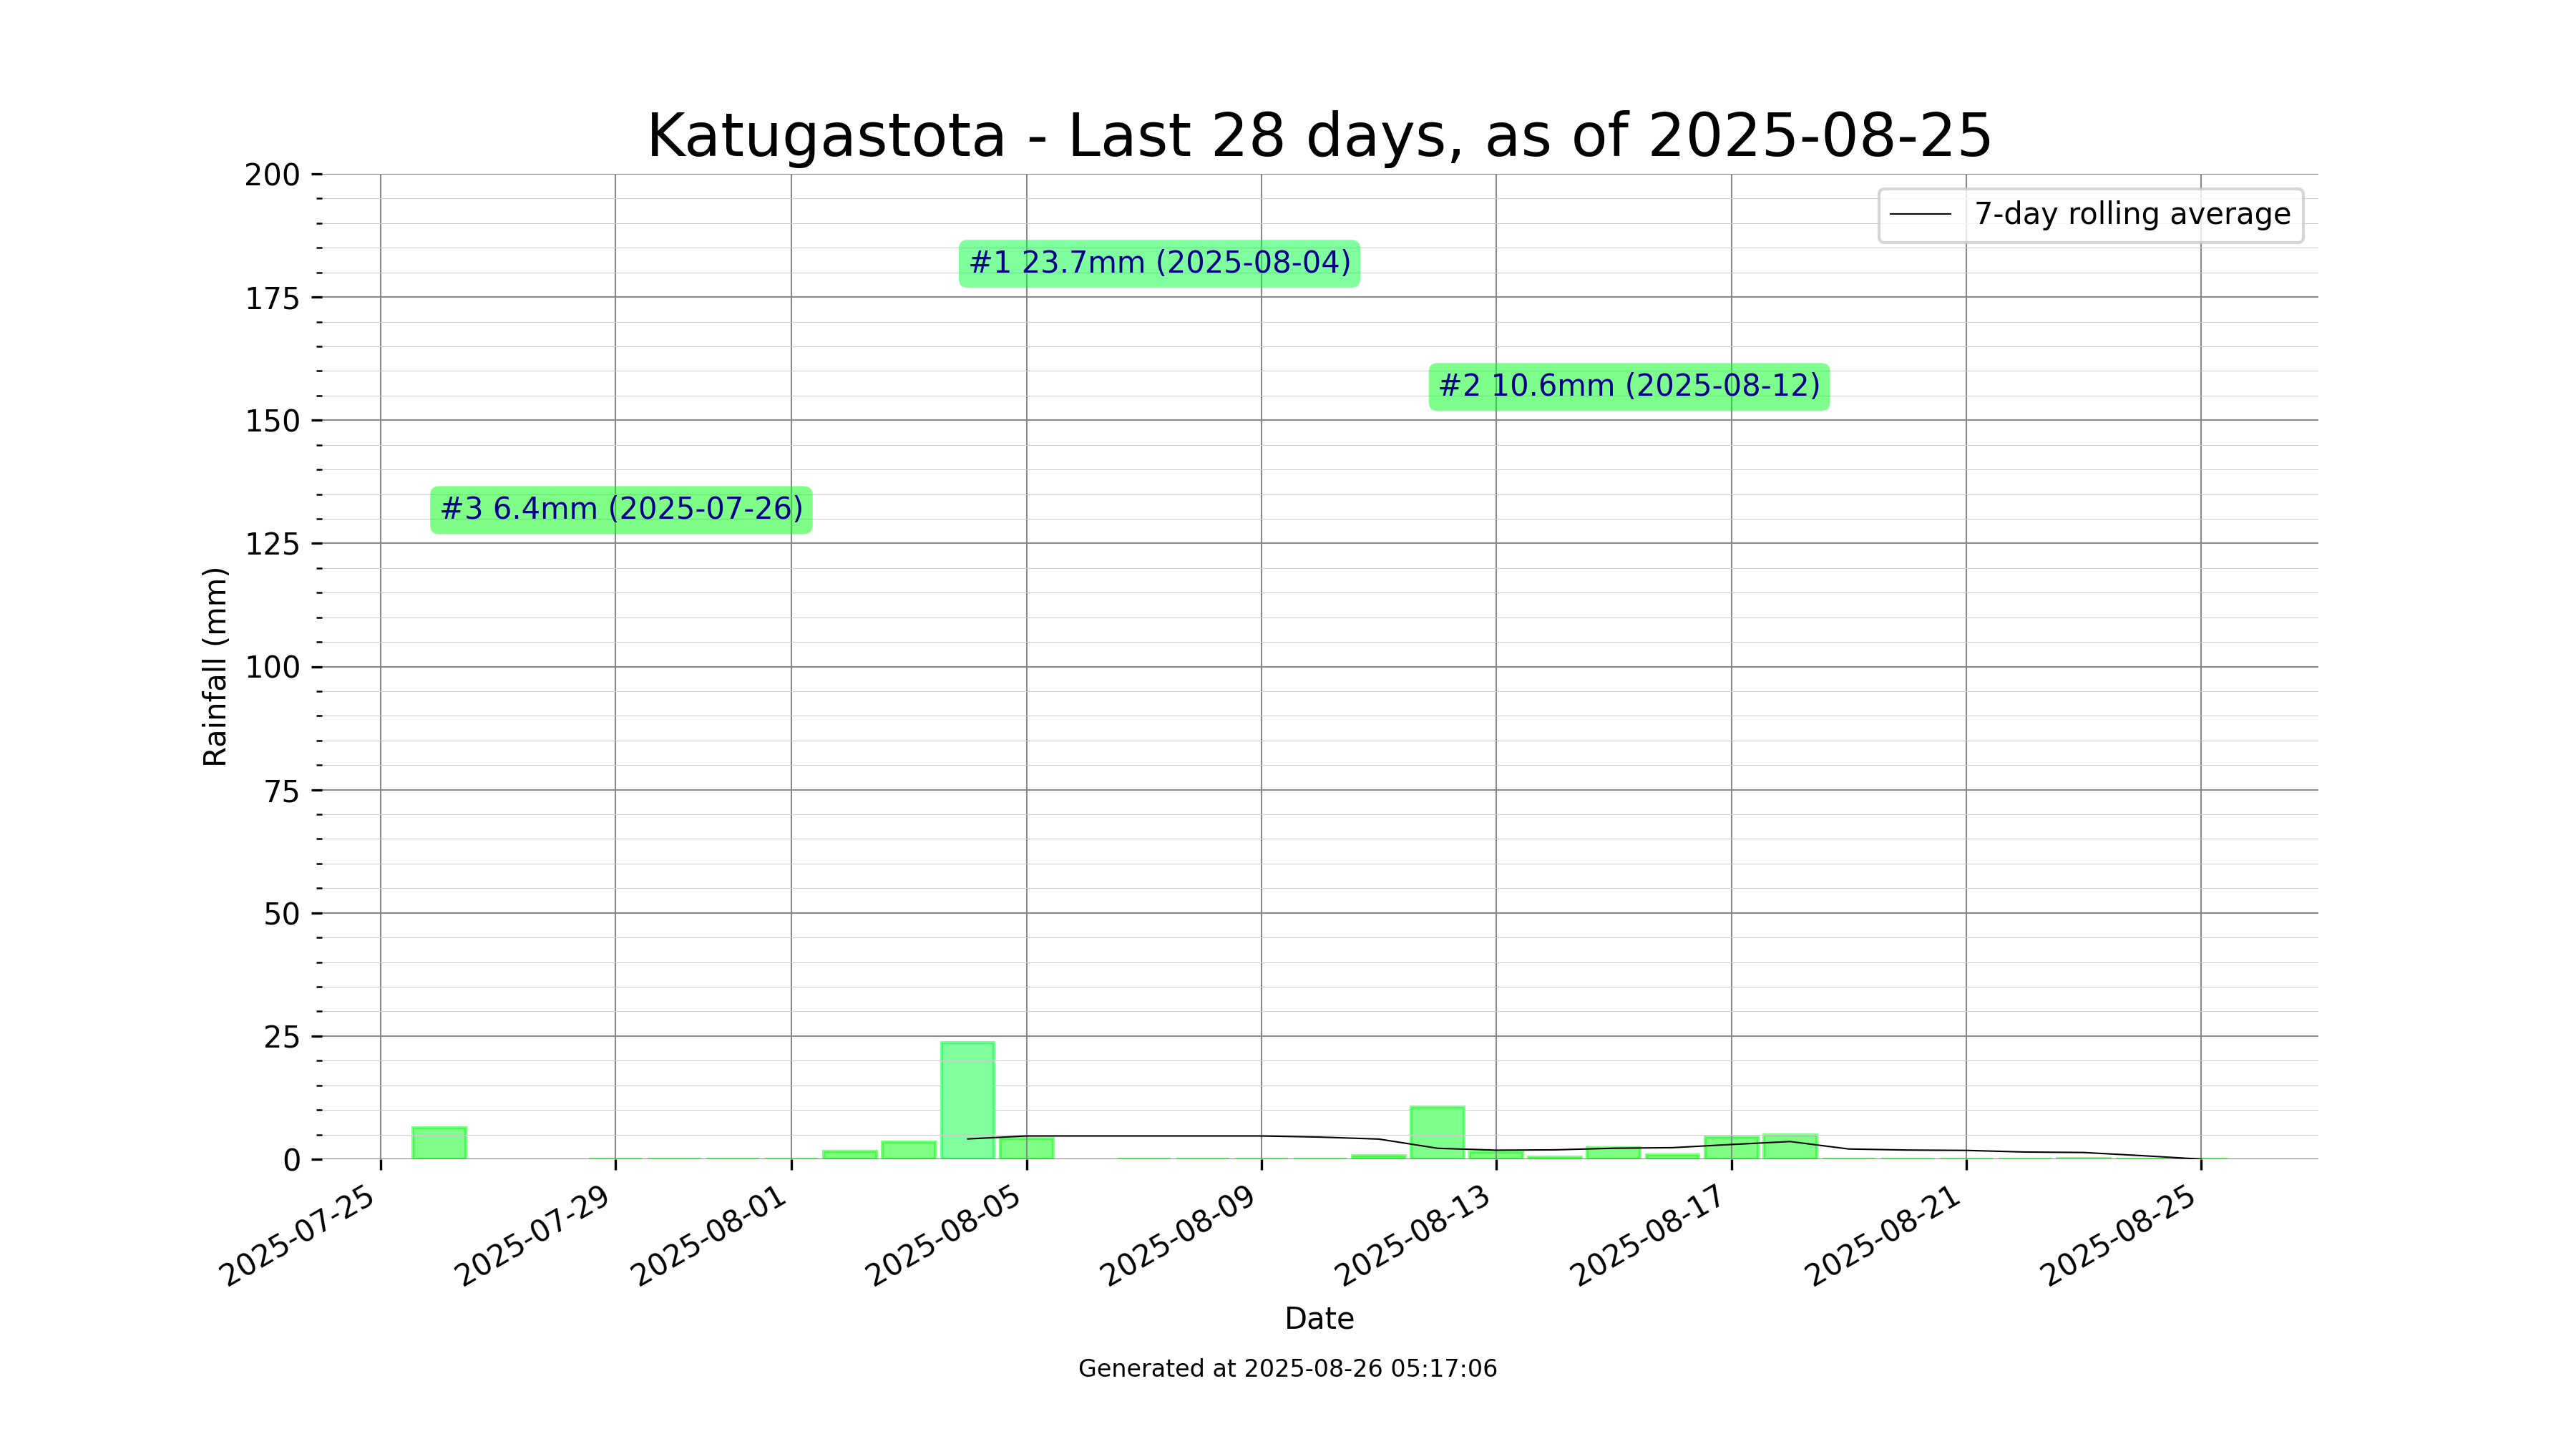 Katugastota - Last 28 days, as of 2025-08-25
7-day rolling average
#1 23.7mm (2025-08-04)
#2 10.6mm (2025-08-12)
#3 6.4mm (2025-07-26)
Rainfall (mm)
200
175
150
125
100
75
50
25
0
2025-07-25
2025-07-29
2025-08-01
2025-08-05
2025-08-09
2025-08-13
2025-08-17
2025-08-21
2025-08-25
Date
Generated at 2025-08-26 05:17:06